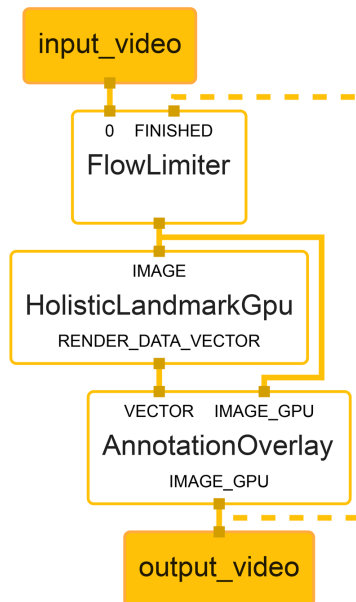 input_video
0 FINISHED
FlowLimiter
IMAGE
HolisticLandmarkGpu
RENDER_DATA_VECTOR
VECTOR IMAGE_GPU
AnnotationOverlay
IMAGE_GPU
output_video